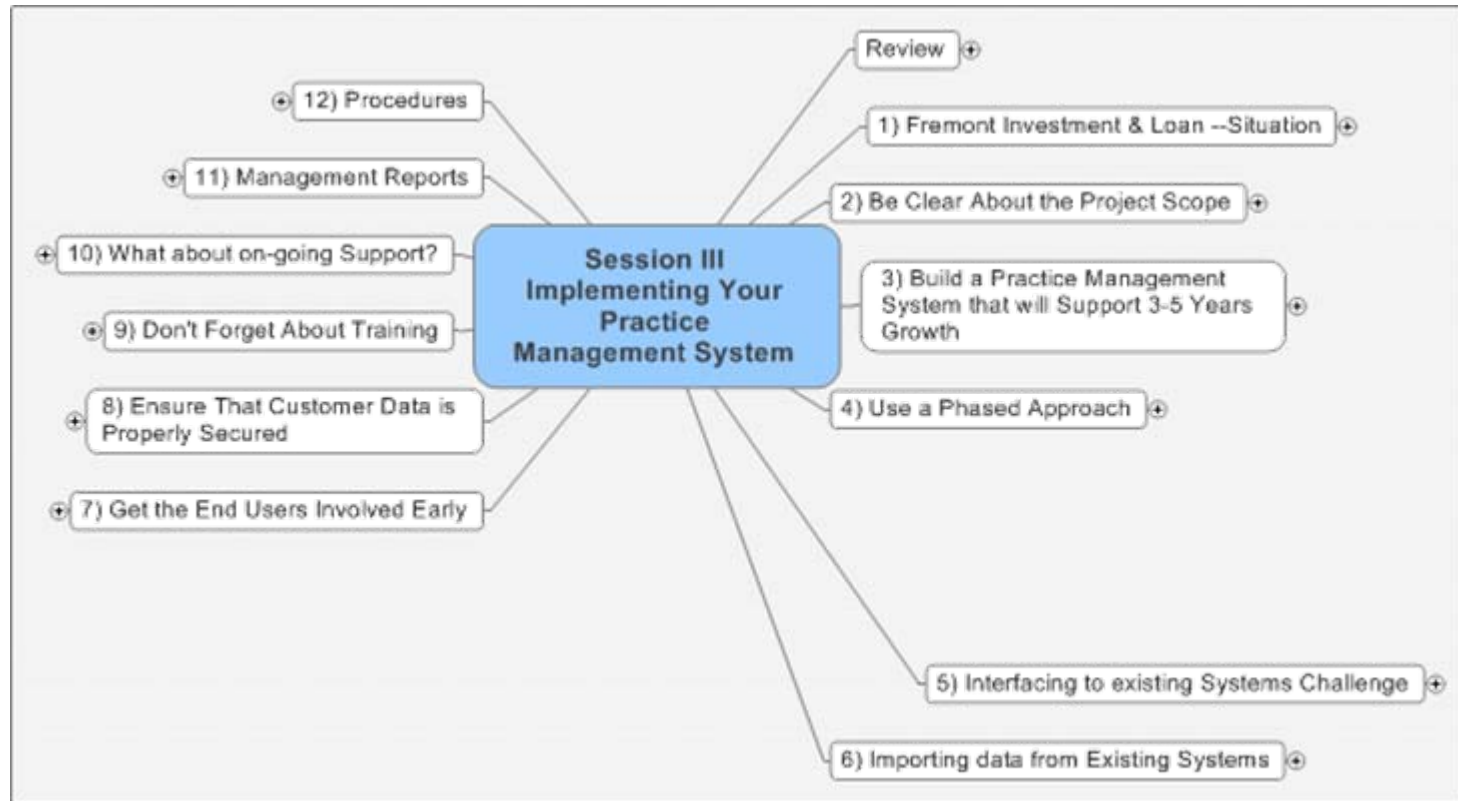 Session III
Implementing Your
Practice
Management System
Review
1) Fremont Investment & Loan --Situation
2) Be Clear About the Project Scope
3) Build a Practice Management
System that will Support 3-5 Years
Growth
4) Use a Phased Approach
5) Interfacing to existing Systems Challenge
6) Importing data from Existing Systems
7) Get the End Users Involved Early
8) Ensure That Customer Data is
Properly Secured
9) Don't Forget About Training
10) What about on-going Support?
11) Management Reports
12) Procedures